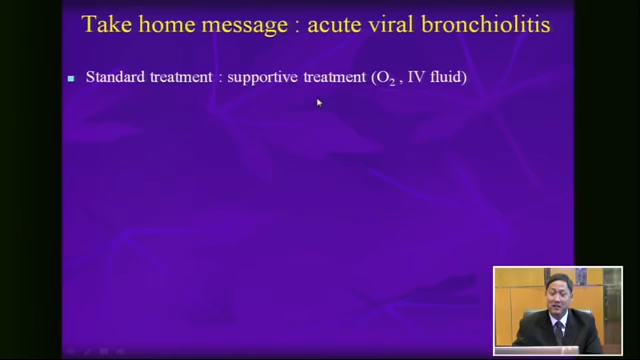 Take home message : acute viral bronchiolitis
Standard treatment : supportive treatment (O₂ , IV fluid)